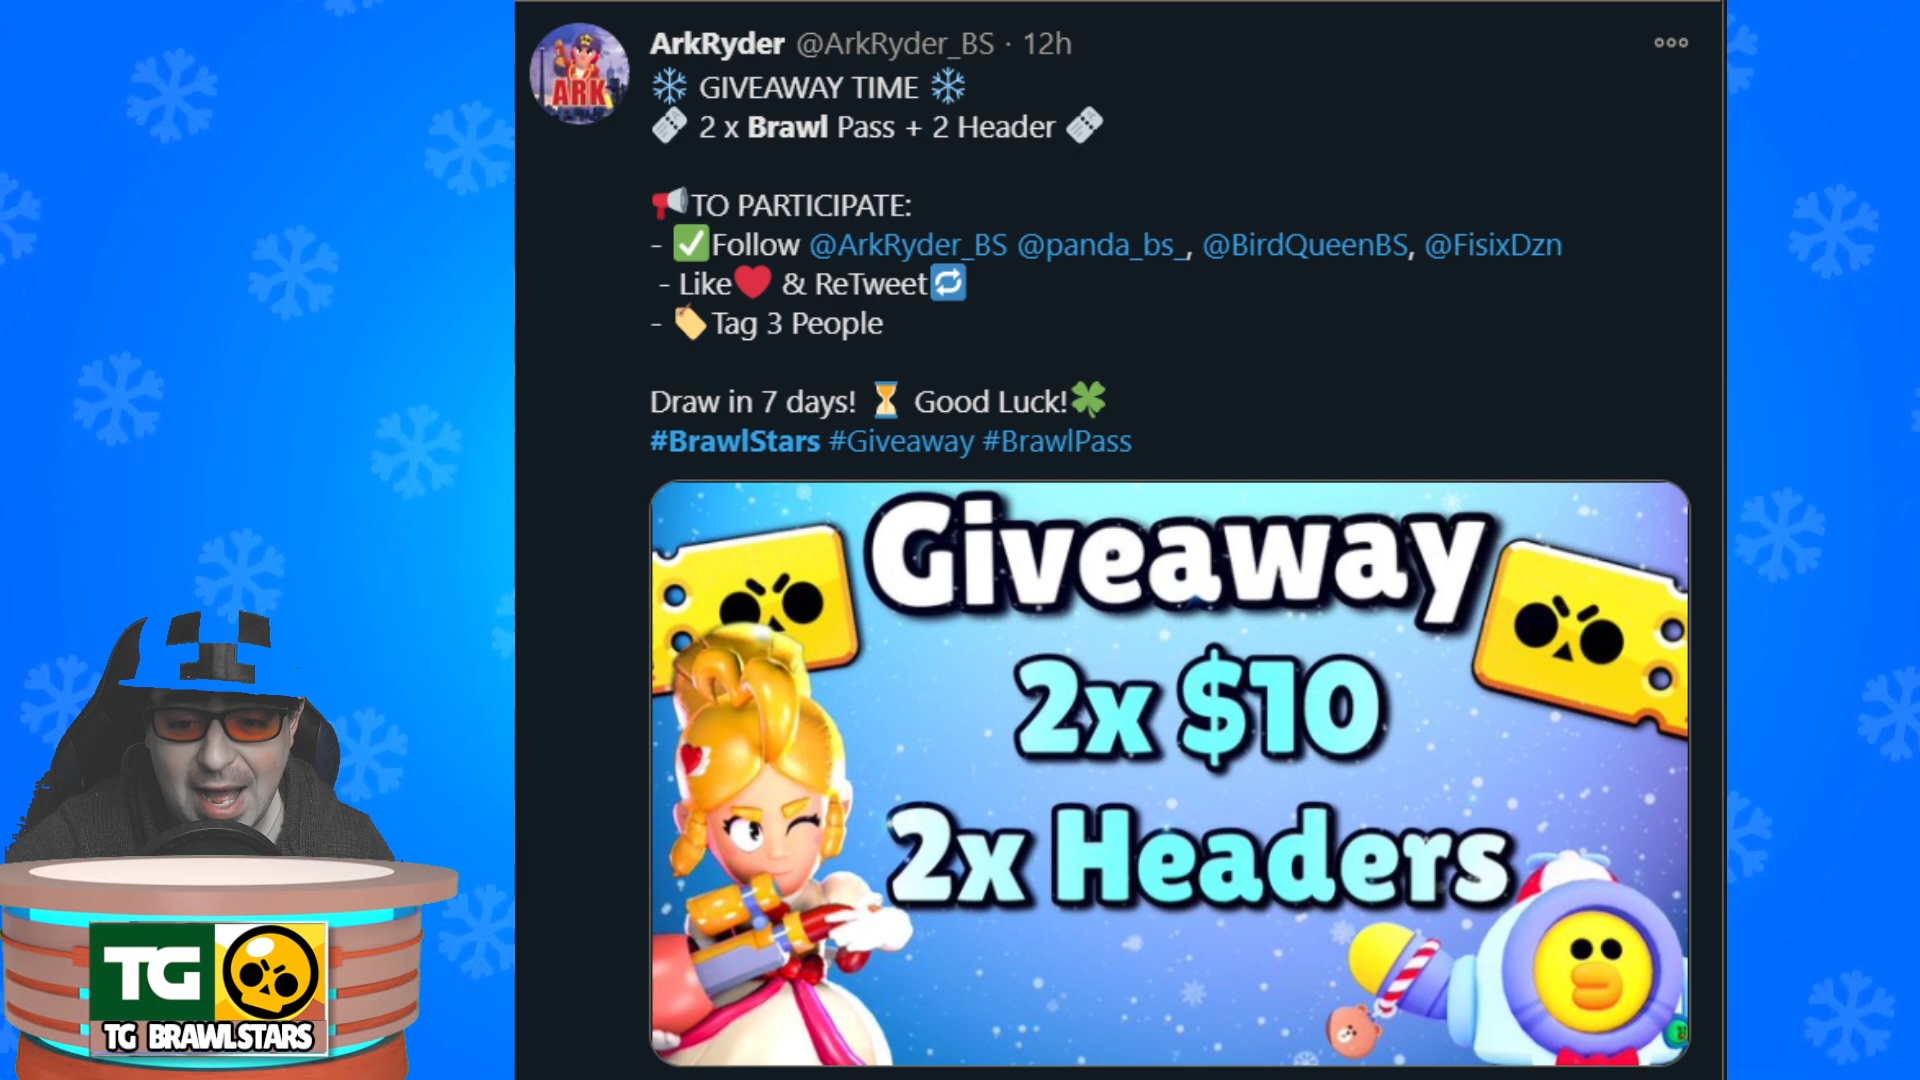 ArkRyder @ArkRyder_BS · 12h
❄ GIVEAWAY TIME ❄
🎟 2 x Brawl Pass + 2 Header 🎟
📢TO PARTICIPATE:
- ✅Follow @ArkRyder_BS @panda_bs_, @BirdQueenBS, @FisixDzn
- Like❤ & ReTweet🔁
- 🏷Tag 3 People
Draw in 7 days! ⏳ Good Luck!🍀
#BrawlStars #Giveaway #BrawlPass
ARK
Giveaway
2x $10
2x Headers
TG
TG BRAWLSTARS